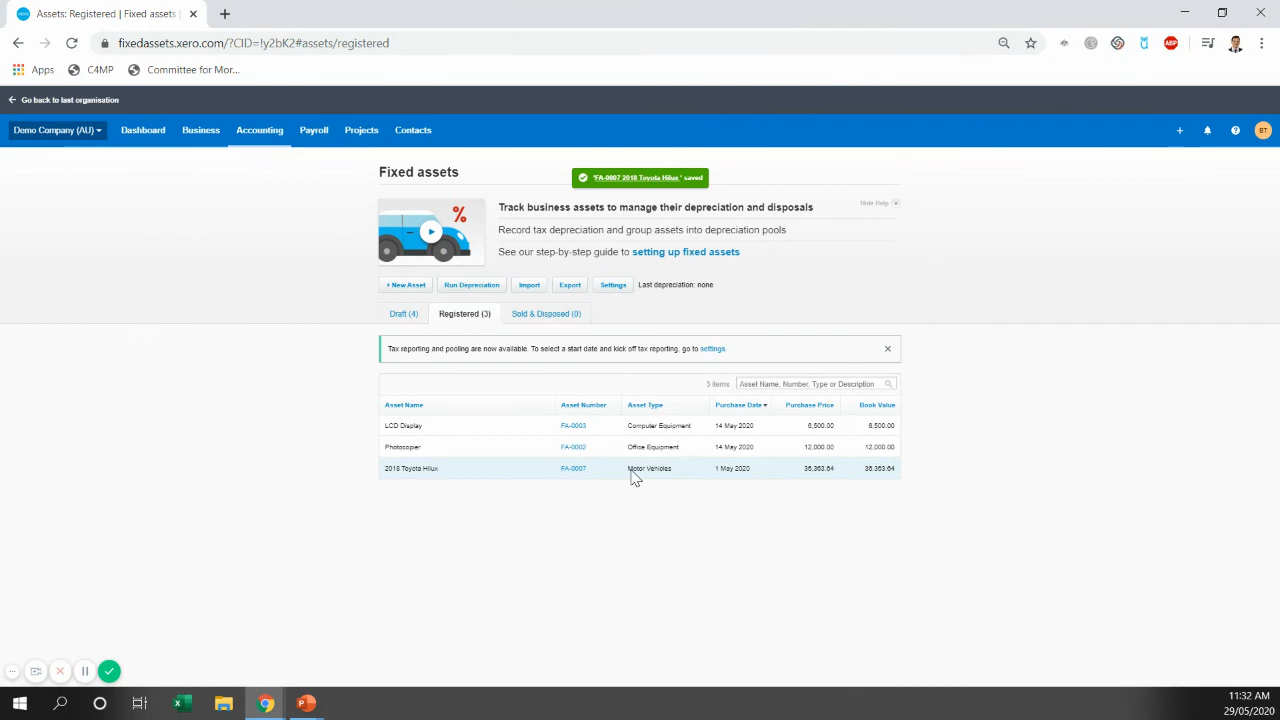 Assets: Registered | Fixed assets
fixedassets.xero.com/?CID=!y2bK2#assets/registered
ABP
Apps
C4MP
Committee for Mor...
Go back to last organisation
Demo Company (AU)
Dashboard
Business
Accounting
Payroll
Projects
Contacts
BT
Fixed assets
'FA-0007 2018 Toyota Hilux ' saved
%
Track business assets to manage their depreciation and disposals
Hide Help
Record tax depreciation and group assets into depreciation pools
See our step-by-step guide to setting up fixed assets
+ New Asset
Run Depreciation
Import
Export
Settings
Last depreciation: none
Draft (4)
Registered (3)
Sold & Disposed (0)
Tax reporting and pooling are now available. To select a start date and kick off tax reporting, go to settings.
3 items
Asset Name, Number, Type or Description
Asset Name Asset Number Asset Type Purchase Date Purchase Price Book Value
LCD Display FA-0003 Computer Equipment 14 May 2020 6,500.00 6,500.00
Photocopier FA-0002 Office Equipment 14 May 2020 12,000.00 12,000.00
2018 Toyota Hilux FA-0007 Motor Vehicles 1 May 2020 36,363.64 36,363.64
11:32 AM
29/05/2020